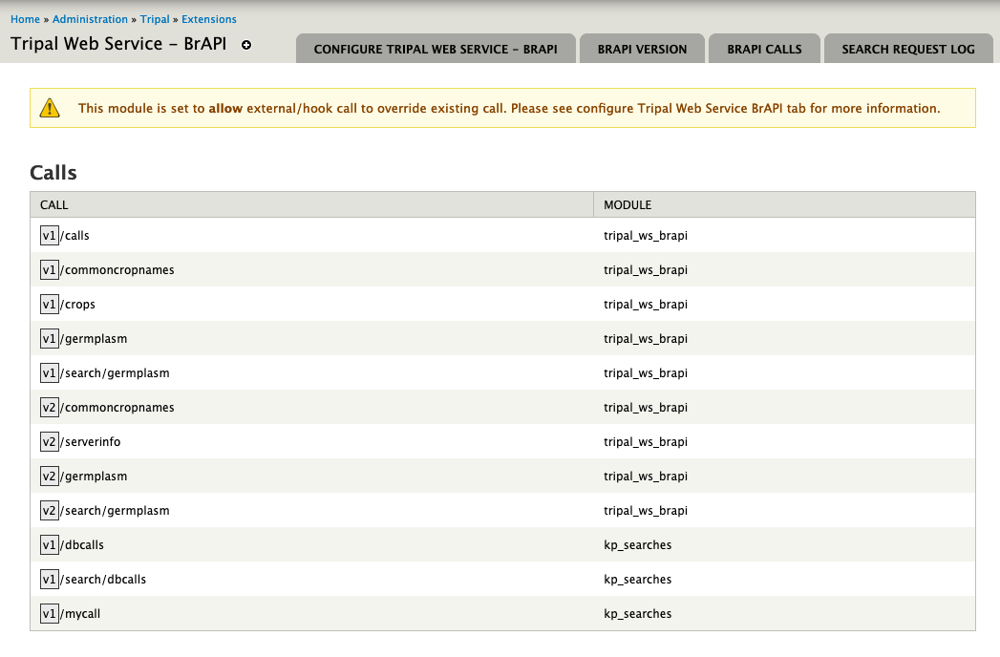 Home » Administration » Tripal » Extensions
Tripal Web Service – BrAPI
CONFIGURE TRIPAL WEB SERVICE – BRAPI BRAPI VERSION BRAPI CALLS SEARCH REQUEST LOG
This module is set to allow external/hook call to override existing call. Please see configure Tripal Web Service BrAPI tab for more information.
Calls
CALL MODULE
v1/calls tripal_ws_brapi
v1/commoncropnames tripal_ws_brapi
v1/crops tripal_ws_brapi
v1/germplasm tripal_ws_brapi
v1/search/germplasm tripal_ws_brapi
v2/commoncropnames tripal_ws_brapi
v2/serverinfo tripal_ws_brapi
v2/germplasm tripal_ws_brapi
v2/search/germplasm tripal_ws_brapi
v1/dbcalls kp_searches
v1/search/dbcalls kp_searches
v1/mycall kp_searches